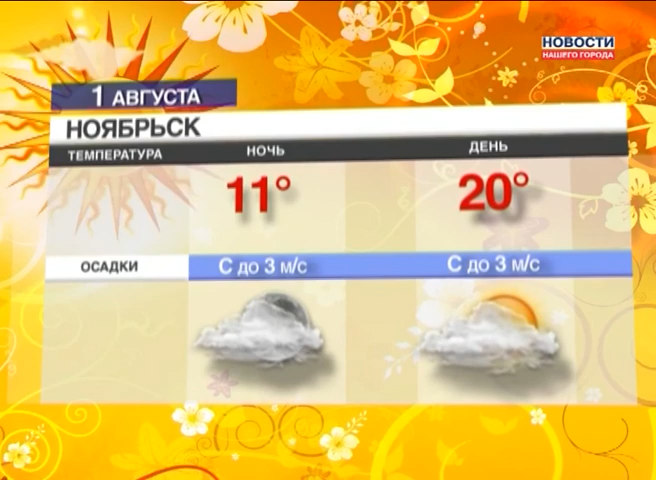 НОВОСТИ
НАШЕГО ГОРОДА
1 АВГУСТА
НОЯБРЬСК
ТЕМПЕРАТУРА НОЧЬ ДЕНЬ
11° 20°
ОСАДКИ С ДО 3 М/С С ДО 3 М/С